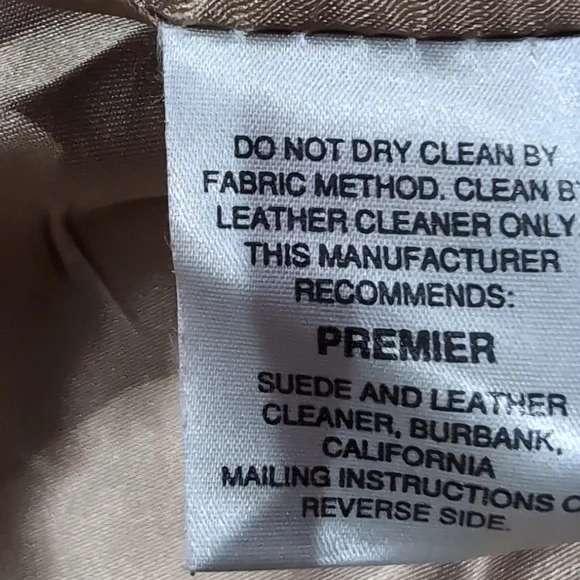 DO NOT DRY CLEAN BY
FABRIC METHOD. CLEAN B
LEATHER CLEANER ONLY.
THIS MANUFACTURER
RECOMMENDS:
PREMIER
SUEDE AND LEATHER
CLEANER, BURBANK,
CALIFORNIA
MAILING INSTRUCTIONS O
REVERSE SIDE.